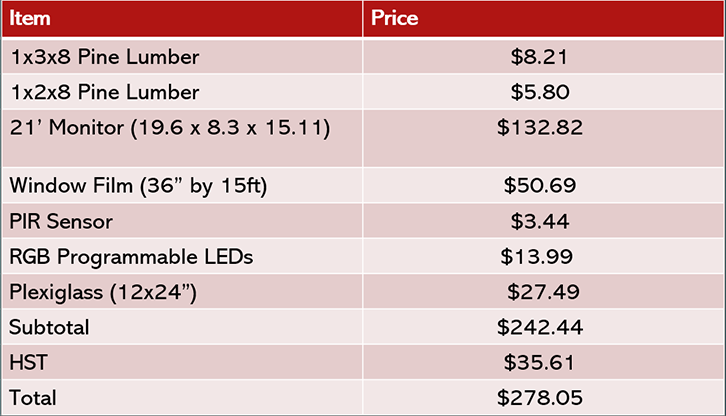 Item Price
1x3x8 Pine Lumber $8.21
1x2x8 Pine Lumber $5.80
21’ Monitor (19.6 x 8.3 x 15.11) $132.82
Window Film (36” by 15ft) $50.69
PIR Sensor $3.44
RGB Programmable LEDs $13.99
Plexiglass (12x24”) $27.49
Subtotal $242.44
HST $35.61
Total $278.05